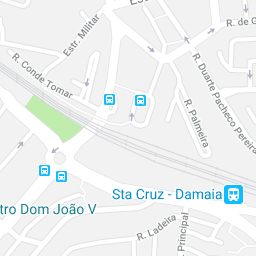 Estr. Militar
R. de G
R. Conde Tomar
R. Duarte Pacheco Pereira
R. Palmeira
Sta Cruz - Damaia
tro Dom João V
R. Ladeira
Principal